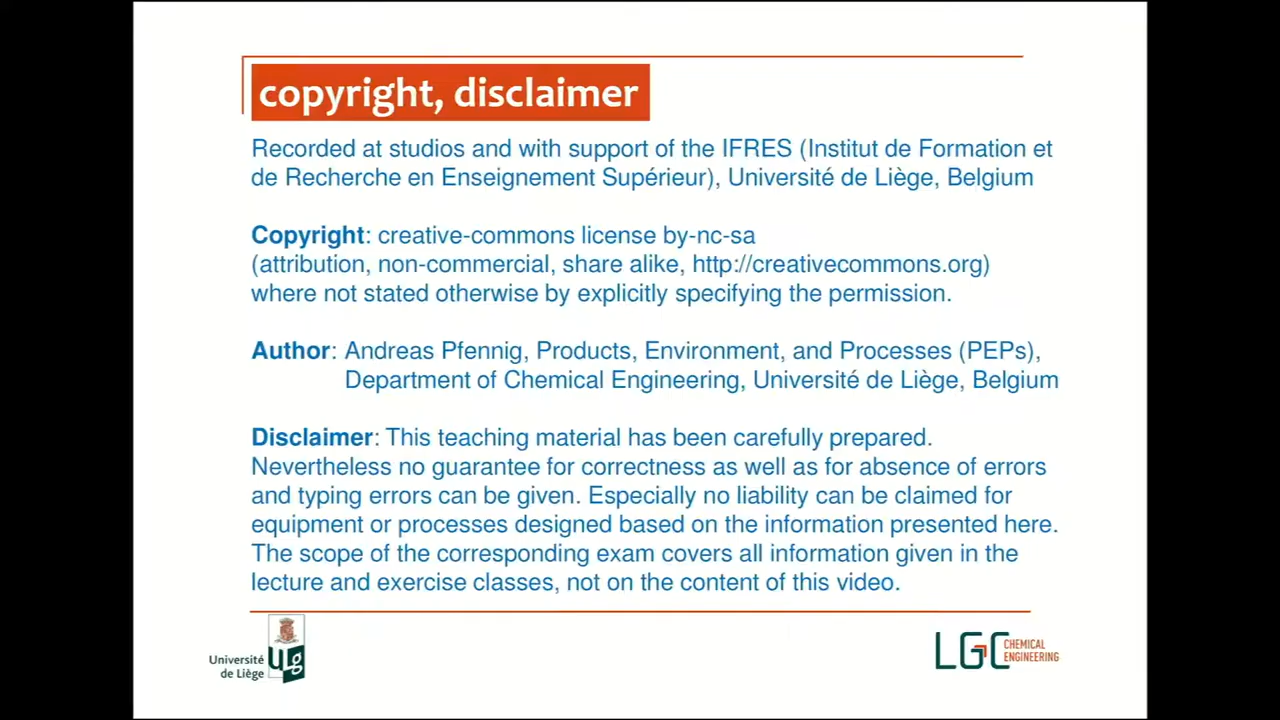 copyright, disclaimer
Recorded at studios and with support of the IFRES (Institut de Formation et
de Recherche en Enseignement Supérieur), Université de Liège, Belgium
Copyright: creative-commons license by-nc-sa
(attribution, non-commercial, share alike, http://creativecommons.org)
where not stated otherwise by explicitly specifying the permission.
Author: Andreas Pfennig, Products, Environment, and Processes (PEPs),
Department of Chemical Engineering, Université de Liège, Belgium
Disclaimer: This teaching material has been carefully prepared.
Nevertheless no guarantee for correctness as well as for absence of errors
and typing errors can be given. Especially no liability can be claimed for
equipment or processes designed based on the information presented here.
The scope of the corresponding exam covers all information given in the
lecture and exercise classes, not on the content of this video.
Université
de Liège
ULg
LGC
CHEMICAL
ENGINEERING